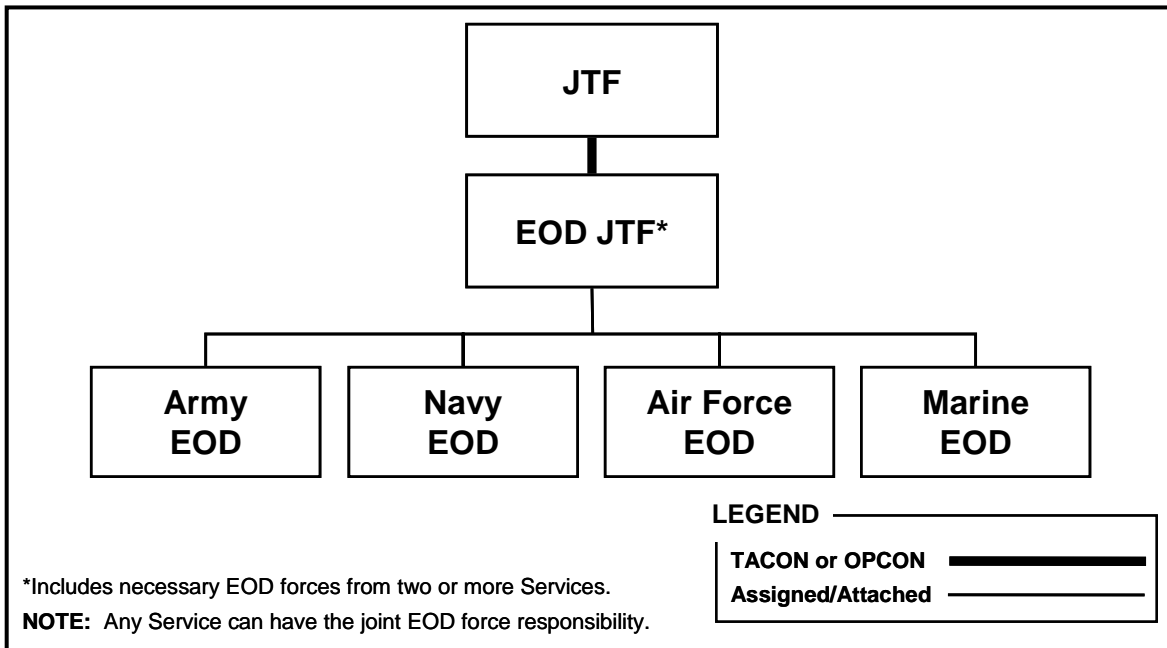 JTF
EOD JTF*
Army
EOD
Navy
EOD
Air Force
EOD
Marine
EOD
LEGEND
TACON or OPCON
Assigned/Attached
*Includes necessary EOD forces from two or more Services.
NOTE: Any Service can have the joint EOD force responsibility.